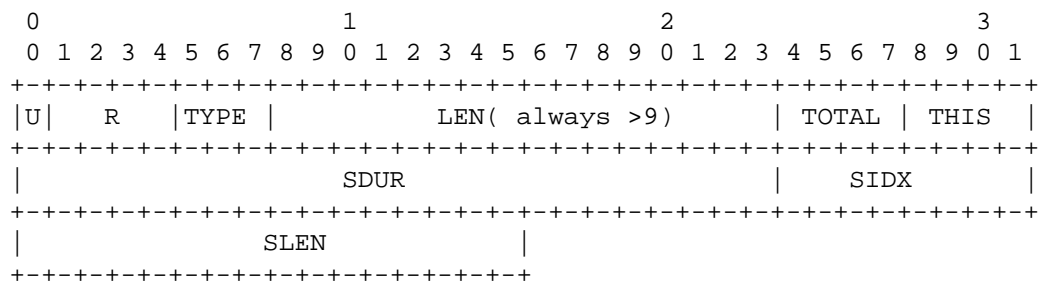 0                   1                   2                   3
 0 1 2 3 4 5 6 7 8 9 0 1 2 3 4 5 6 7 8 9 0 1 2 3 4 5 6 7 8 9 0 1
+-+-+-+-+-+-+-+-+-+-+-+-+-+-+-+-+-+-+-+-+-+-+-+-+-+-+-+-+-+-+-+-+
|U|   R   |TYPE |          LEN( always >9)      | TOTAL | THIS  |
+-+-+-+-+-+-+-+-+-+-+-+-+-+-+-+-+-+-+-+-+-+-+-+-+-+-+-+-+-+-+-+-+
|                   SDUR                        |    SIDX       |
+-+-+-+-+-+-+-+-+-+-+-+-+-+-+-+-+-+-+-+-+-+-+-+-+-+-+-+-+-+-+-+-+
|              SLEN             |
+-+-+-+-+-+-+-+-+-+-+-+-+-+-+-+-+